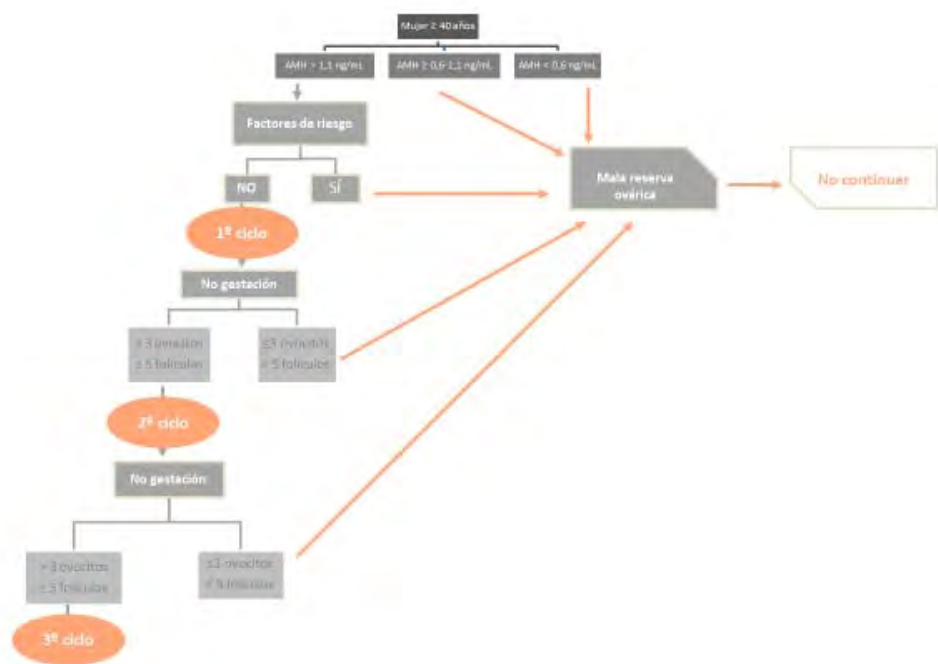 Mujer ≥ 40 años
AMH > 1,1 ng/mL
AMH ≥ 0,6-1,1 ng/mL
AMH < 0,6 ng/mL
Factores de riesgo
NO
SÍ
Mala reserva
ovárica
No continuar
1º ciclo
No gestación
> 3 ovocitos
≥ 5 folículos
≤3 ovocitos
< 5 folículos
2º ciclo
No gestación
> 3 ovocitos
≥ 5 folículos
≤3 ovocitos
< 5 folículos
3º ciclo